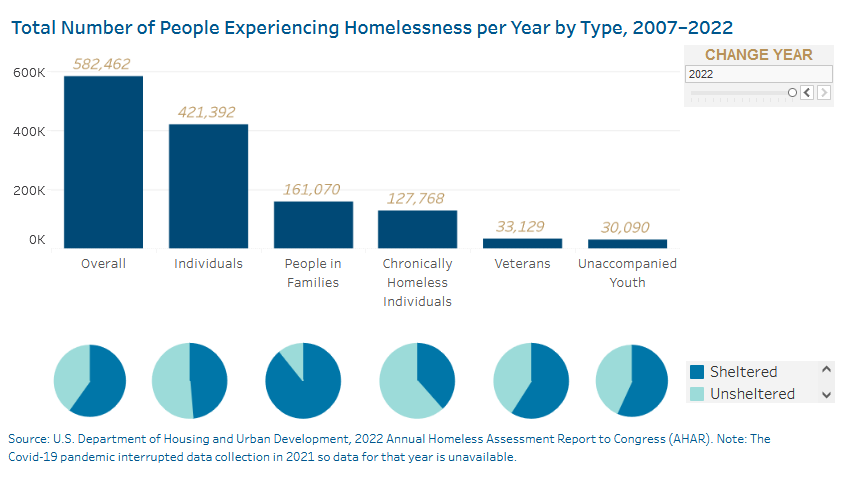 Total Number of People Experiencing Homelessness per Year by Type, 2007–2022
CHANGE YEAR
2022
600K
400K
200K
0K
582,462
421,392
161,070
127,768
33,129
30,090
Overall
Individuals
People in
Families
Chronically
Homeless
Individuals
Veterans
Unaccompanied
Youth
Sheltered
Unsheltered
Source: U.S. Department of Housing and Urban Development, 2022 Annual Homeless Assessment Report to Congress (AHAR). Note: The
Covid-19 pandemic interrupted data collection in 2021 so data for that year is unavailable.